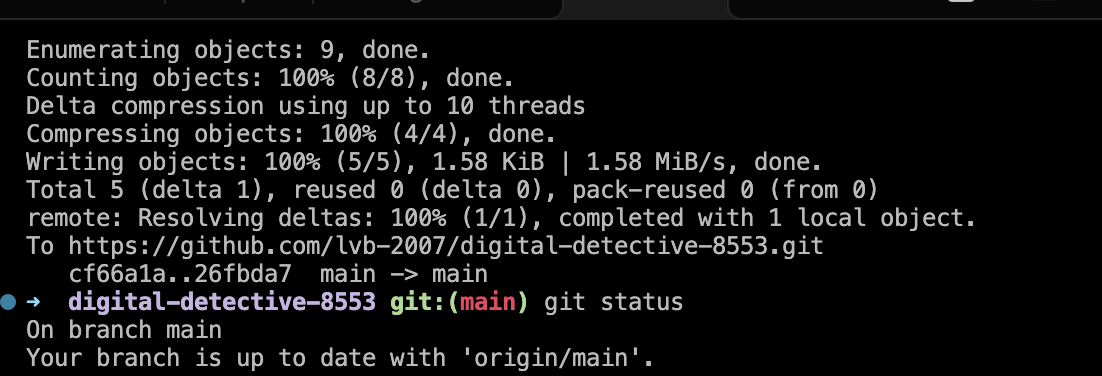 Enumerating objects: 9, done.
Counting objects: 100% (8/8), done.
Delta compression using up to 10 threads
Compressing objects: 100% (4/4), done.
Writing objects: 100% (5/5), 1.58 KiB | 1.58 MiB/s, done.
Total 5 (delta 1), reused 0 (delta 0), pack-reused 0 (from 0)
remote: Resolving deltas: 100% (1/1), completed with 1 local object.
To https://github.com/lvb-2007/digital-detective-8553.git
   cf66a1a..26fbda7  main -> main
➜  digital-detective-8553 git:(main) git status
On branch main
Your branch is up to date with 'origin/main'.